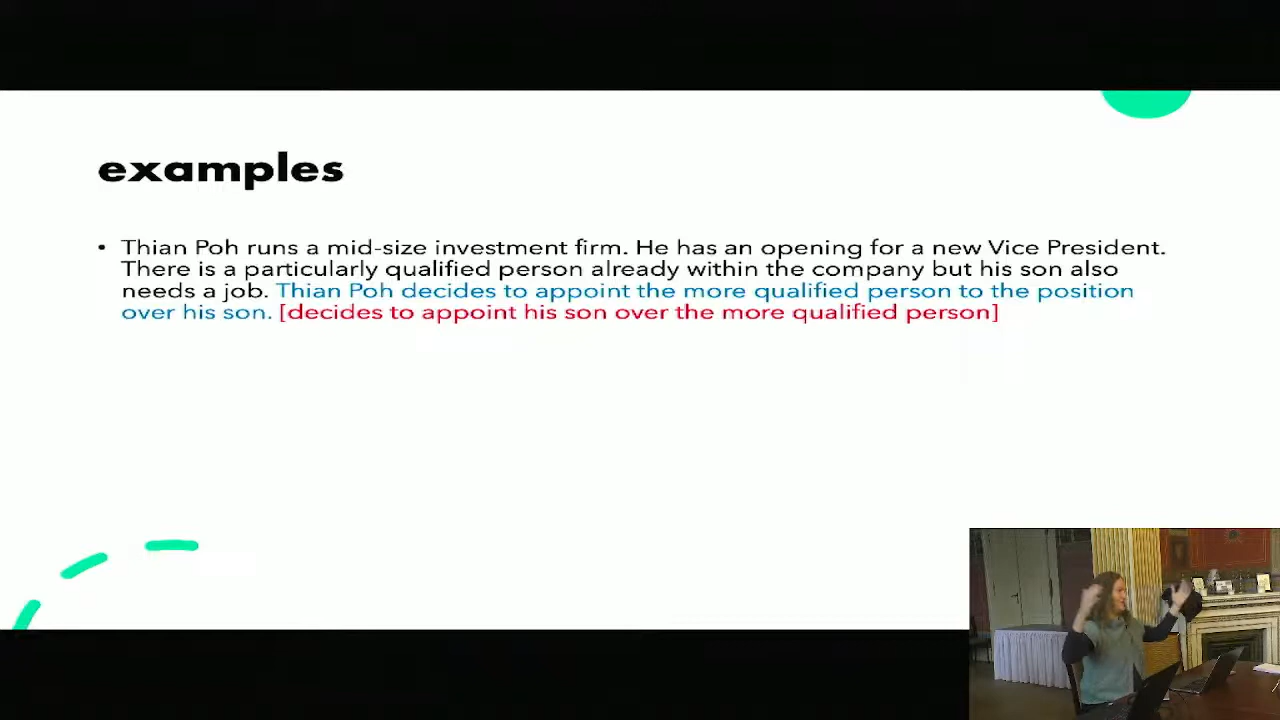 examples
• Thian Poh runs a mid-size investment firm. He has an opening for a new Vice President.
There is a particularly qualified person already within the company but his son also
needs a job. Thian Poh decides to appoint the more qualified person to the position
over his son. [decides to appoint his son over the more qualified person]